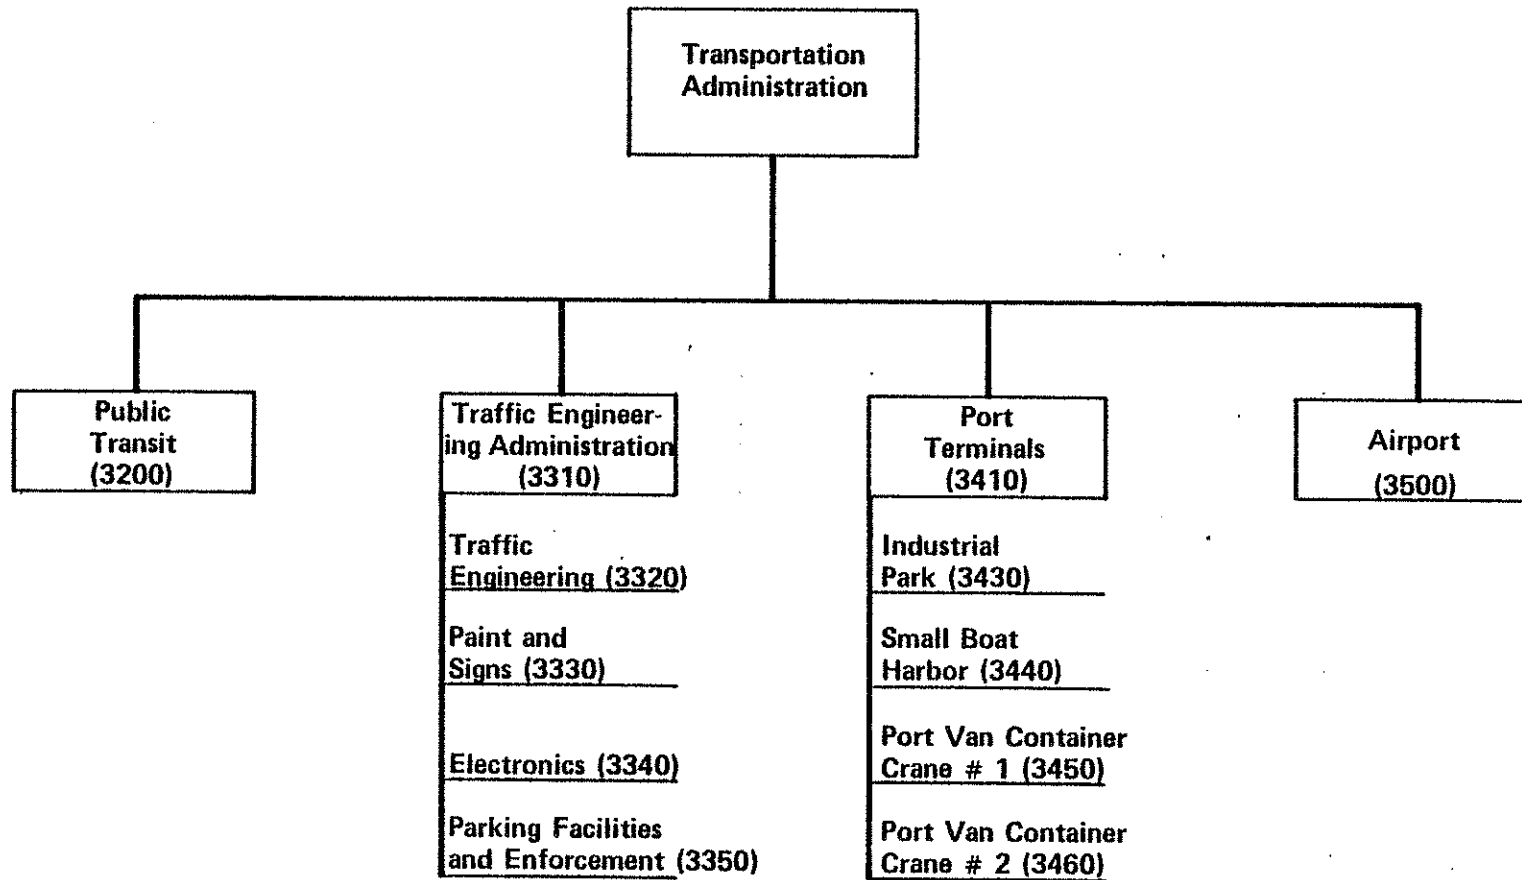 Transportation
Administration
Public
Transit
(3200)
Traffic Engineer-
ing Administration
(3310)
Traffic
Engineering (3320)
Paint and
Signs (3330)
Electronics (3340)
Parking Facilities
and Enforcement (3350)
Port
Terminals
(3410)
Industrial
Park (3430)
Small Boat
Harbor (3440)
Port Van Container
Crane # 1 (3450)
Port Van Container
Crane # 2 (3460)
Airport
(3500)